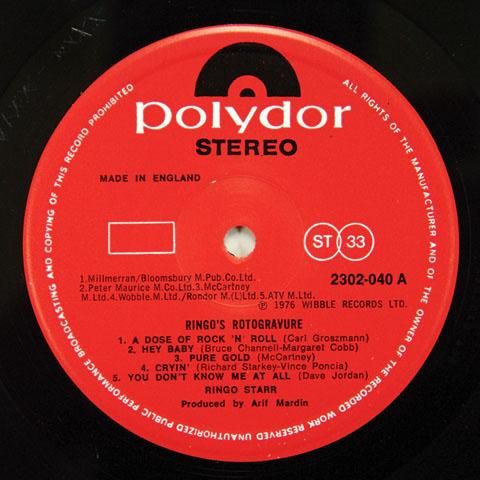 polydor
STEREO
MADE IN ENGLAND
ST 33
2302-040 A
1.Millmerran/Bloomsbury M.Pub.Co.Ltd.
2.Peter Maurice M.Co.Ltd.3.McCartney
M.Ltd.4.Wobble.M.Ltd./Rondor M.(L)Ltd.5.ATV M.Ltd.
Ⓟ 1976 WIBBLE RECORDS LTD.
RINGO'S ROTOGRAVURE
1. A DOSE OF ROCK 'N' ROLL (Carl Groszmann)
2. HEY BABY (Bruce Channel-Margaret Cobb)
3. PURE GOLD (McCartney)
4. CRYIN' (Richard Starkey-Vince Poncia)
5. YOU DON'T KNOW ME AT ALL (Dave Jordan)
RINGO STARR
Produced by Arif Mardin
ALL RIGHTS OF THE MANUFACTURER AND OF THE OWNER OF THE RECORDED WORK RESERVED UNAUTHORIZED PUBLIC PERFORMANCE BROADCASTING AND COPYING OF THIS RECORD PROHIBITED